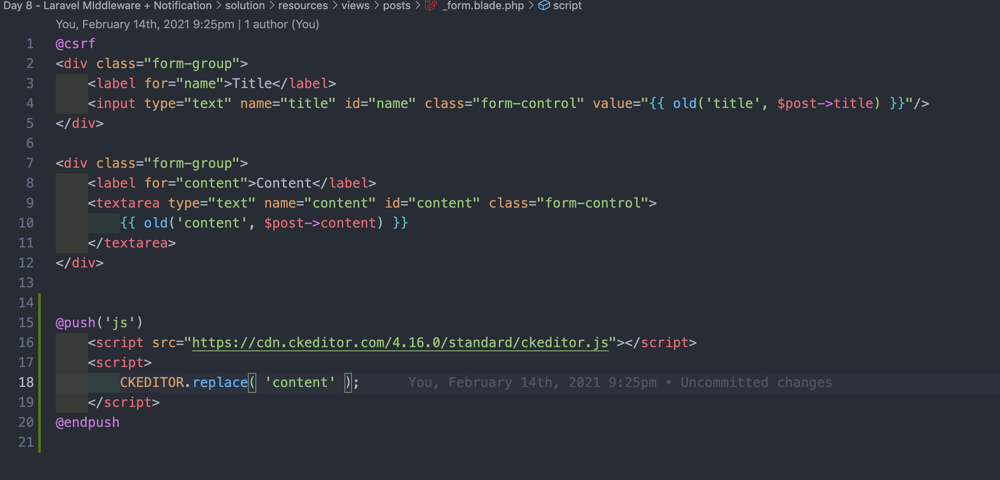 Day 8 - Laravel MIddleware + Notification > solution > resources > views > posts > _form.blade.php > script
You, February 14th, 2021 9:25pm | 1 author (You)
1 @csrf
2 <div class="form-group">
3     <label for="name">Title</label>
4     <input type="text" name="title" id="name" class="form-control" value="{{ old('title', $post->title) }}"/>
5 </div>
6
7 <div class="form-group">
8     <label for="content">Content</label>
9     <textarea type="text" name="content" id="content" class="form-control">
10         {{ old('content', $post->content) }}
11     </textarea>
12 </div>
13
14
15 @push('js')
16     <script src="https://cdn.ckeditor.com/4.16.0/standard/ckeditor.js"></script>
17     <script>
18         CKEDITOR.replace( 'content' ); You, February 14th, 2021 9:25pm • Uncommitted changes
19     </script>
20 @endpush
21